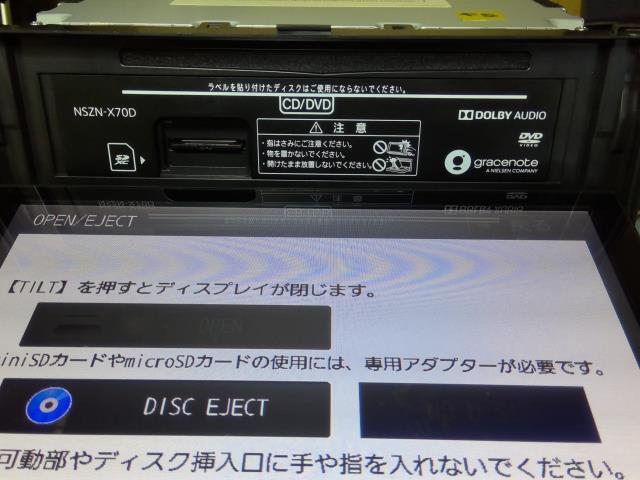 ラベルを貼り付けたディスクはご使用にならないでください。
CD/DVD
NSZN-X70D
注意
・指はさみにご注意ください。
・物を置かないでください。
・開けたまま放置しないでください。
DOLBY AUDIO
DVD
VIDEO
gracenote
A NIELSEN COMPANY
SD
OPEN/EJECT
【TILT】を押すとディスプレイが閉じます。
OPEN
miniSDカードやmicroSDカードの使用には、専用アダプターが必要です。
DISC EJECT
可動部やディスク挿入口に手や指を入れないでください。